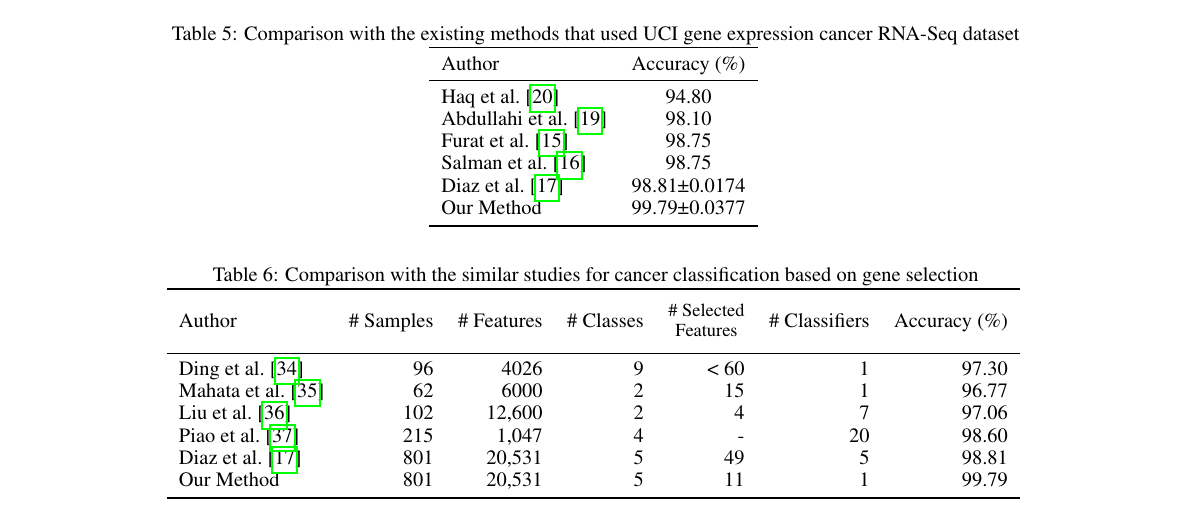 Table 5: Comparison with the existing methods that used UCI gene expression cancer RNA-Seq dataset
Author Accuracy (%)
Haq et al. [20] 94.80
Abdullahi et al. [19] 98.10
Furat et al. [15] 98.75
Salman et al. [16] 98.75
Diaz et al. [17] 98.81±0.0174
Our Method 99.79±0.0377
Table 6: Comparison with the similar studies for cancer classification based on gene selection
Author # Samples # Features # Classes # Selected Features # Classifiers Accuracy (%)
Ding et al. [34] 96 4026 9 < 60 1 97.30
Mahata et al. [35] 62 6000 2 15 1 96.77
Liu et al. [36] 102 12,600 2 4 7 97.06
Piao et al. [37] 215 1,047 4 - 20 98.60
Diaz et al. [17] 801 20,531 5 49 5 98.81
Our Method 801 20,531 5 11 1 99.79